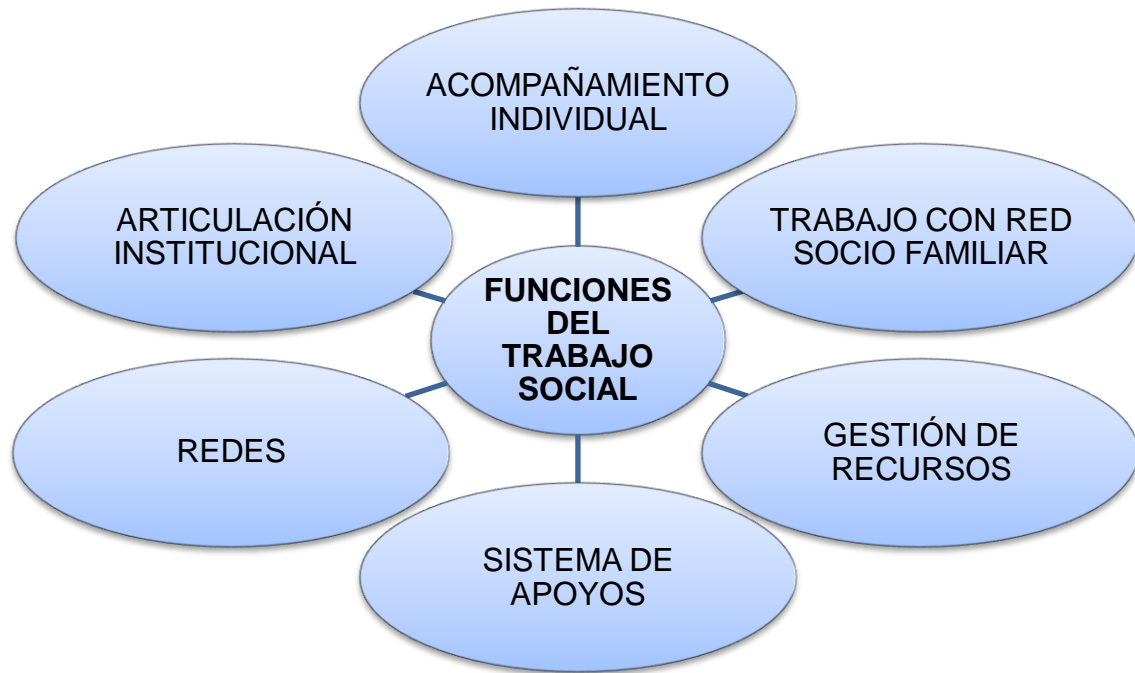 ACOMPAÑAMIENTO
INDIVIDUAL
ARTICULACIÓN
INSTITUCIONAL
TRABAJO CON RED
SOCIO FAMILIAR
FUNCIONES
DEL
TRABAJO
SOCIAL
REDES
GESTIÓN DE
RECURSOS
SISTEMA DE
APOYOS